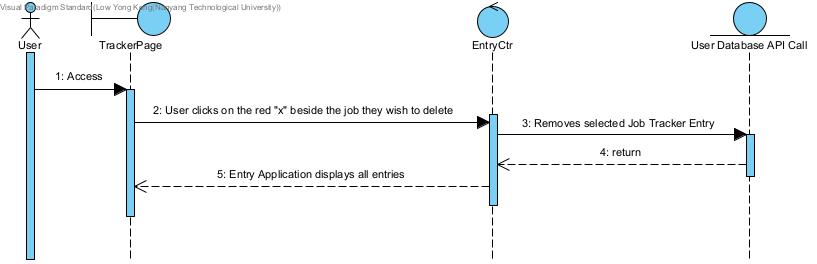 Visual Paradigm Standard(Low Yong Kang(Nanyang Technological University))
User
TrackerPage
EntryCtr
User Database API Call
1: Access
2: User clicks on the red "x" beside the job they wish to delete
3: Removes selected Job Tracker Entry
4: return
5: Entry Application displays all entries